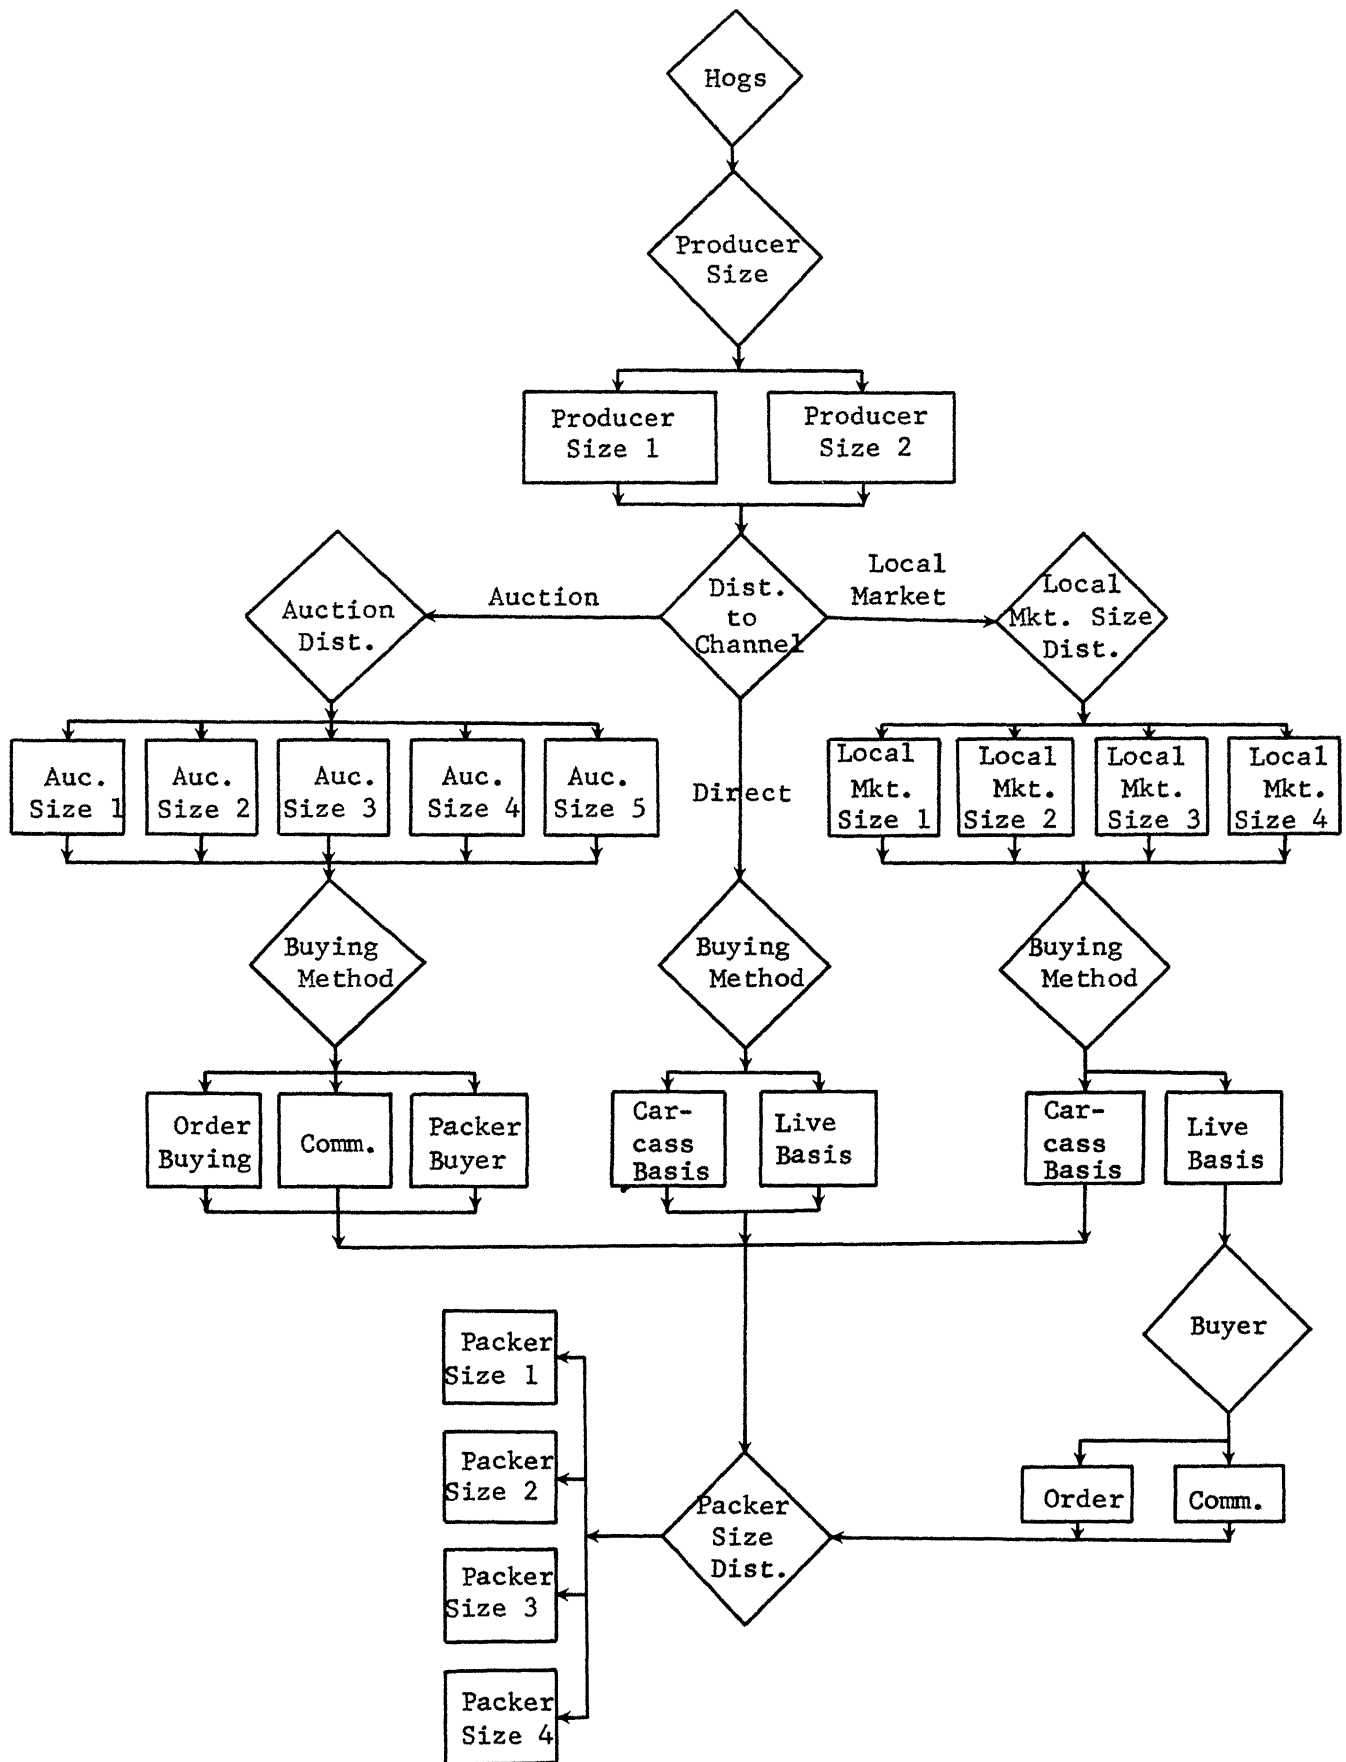 Hogs
Producer
Size
Producer
Size 1
Producer
Size 2
Auction
Dist.
Auction
Dist.
to
Channel
Local
Market
Local
Mkt. Size
Dist.
Auc.
Size 1
Auc.
Size 2
Auc.
Size 3
Auc.
Size 4
Auc.
Size 5
Direct
Local
Mkt.
Size 1
Local
Mkt.
Size 2
Local
Mkt.
Size 3
Local
Mkt.
Size 4
Buying
Method
Buying
Method
Buying
Method
Order
Buying
Comm.
Packer
Buyer
Car-
cass
Basis
Live
Basis
Car-
cass
Basis
Live
Basis
Buyer
Order
Comm.
Packer
Size
Dist.
Packer
Size 1
Packer
Size 2
Packer
Size 3
Packer
Size 4